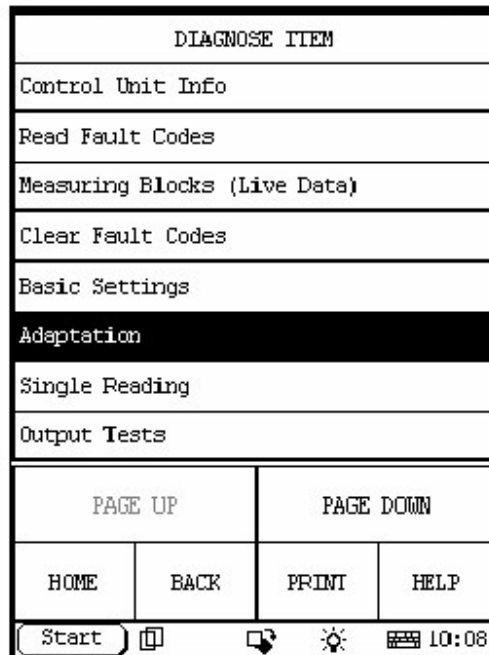 DIAGNOSE ITEM
Control Unit Info
Read Fault Codes
Measuring Blocks (Live Data)
Clear Fault Codes
Basic Settings
Adaptation
Single Reading
Output Tests
PAGE UP PAGE DOWN
HOME BACK PRINT HELP
Start 10:08